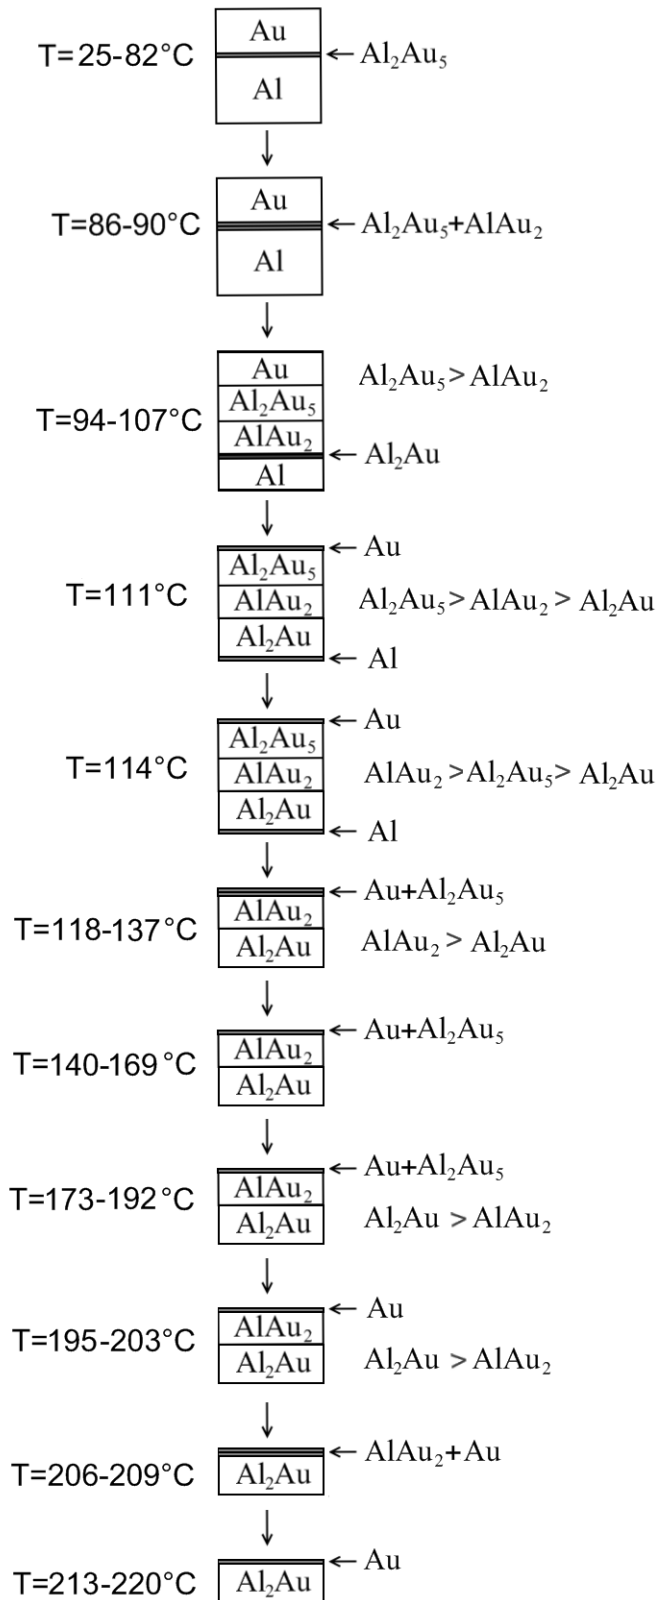 Au
T=25-82°C ← Al₂Au₅
Al
Au
T=86-90°C ← Al₂Au₅+AlAu₂
Al
Au Al₂Au₅>AlAu₂
Al₂Au₅
T=94-107°C
AlAu₂
← Al₂Au
Al
← Au
Al₂Au₅
T=111°C AlAu₂ Al₂Au₅>AlAu₂> Al₂Au
Al₂Au
← Al
← Au
Al₂Au₅
T=114°C AlAu₂ AlAu₂ >Al₂Au₅> Al₂Au
Al₂Au
← Al
← Au+Al₂Au₅
AlAu₂
T=118-137°C
Al₂Au AlAu₂ > Al₂Au
← Au+Al₂Au₅
AlAu₂
T=140-169°C
Al₂Au
← Au+Al₂Au₅
AlAu₂
T=173-192°C
Al₂Au Al₂Au >AlAu₂
← Au
AlAu₂
T=195-203°C
Al₂Au Al₂Au >AlAu₂
← AlAu₂+Au
T=206-209°C Al₂Au
← Au
T=213-220°C Al₂Au